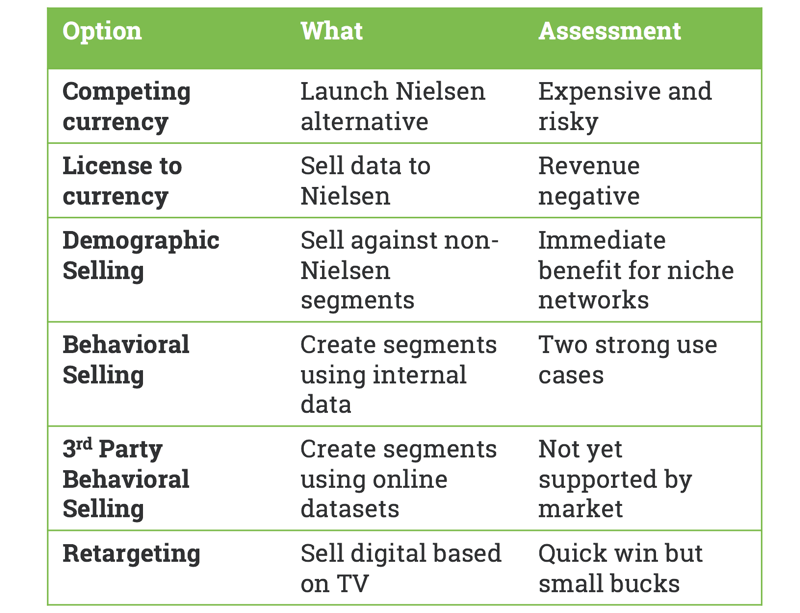 Option What Assessment
Competing Launch Nielsen Expensive and
currency alternative risky
License to Sell data to Revenue
currency Nielsen negative
Demographic Sell against non- Immediate
Selling Nielsen benefit for niche
segments networks
Behavioral Create segments Two strong use
Selling using internal cases
data
3rd Party Create segments Not yet
Behavioral using online supported by
Selling datasets market
Retargeting Sell digital based Quick win but
on TV small bucks